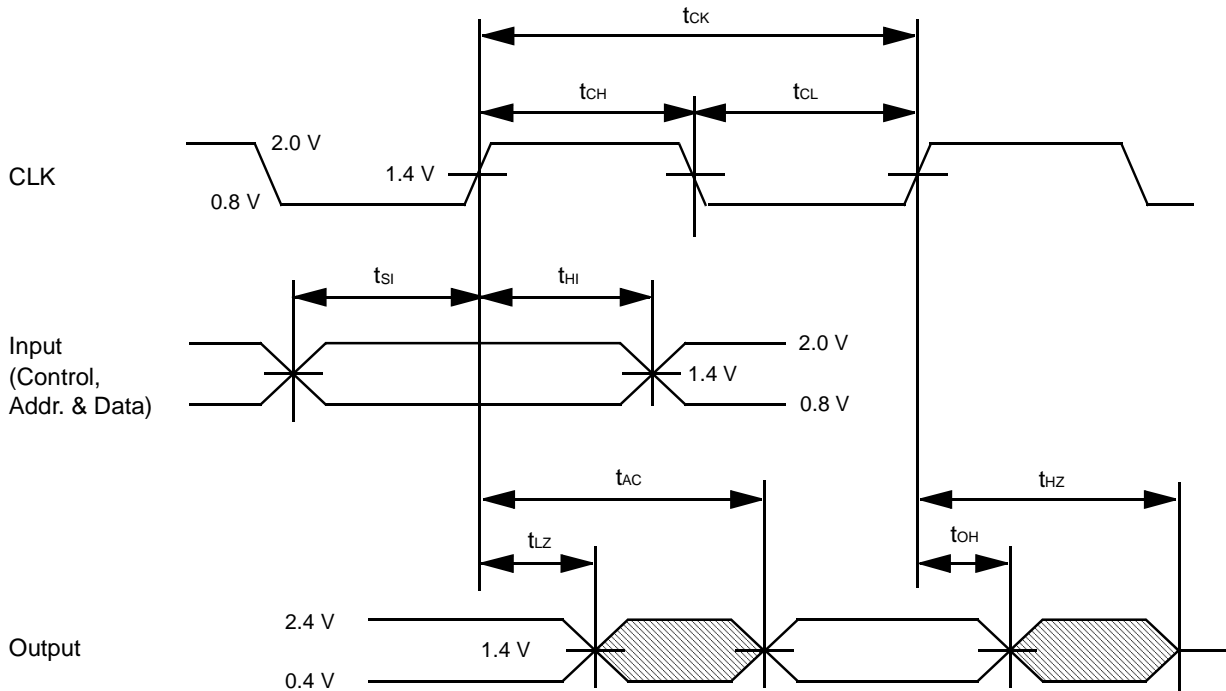 tCK
tCH
tCL
CLK
2.0 V
1.4 V
0.8 V
tSI
tHI
Input
(Control,
Addr. & Data)
2.0 V
1.4 V
0.8 V
tAC
tHZ
tLZ
tOH
Output
2.4 V
1.4 V
0.4 V